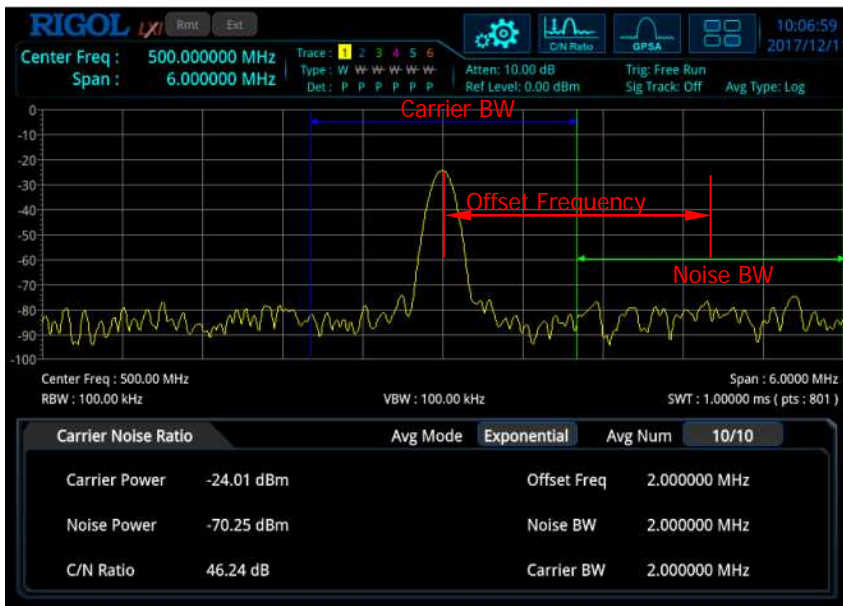 RIGOL LXI Rmt Ext
10:06:59
2017/12/1
C/N Ratio
GPSA
Center Freq : 500.000000 MHz
Span : 6.000000 MHz
Trace : 1 2 3 4 5 6
Type : W W W W W W
Det : P P P P P P
Atten: 10.00 dB
Ref Level: 0.00 dBm
Trig: Free Run
Sig Track: Off Avg Type: Log
Carrier BW
Offset Frequency
Noise BW
0
-10
-20
-30
-40
-50
-60
-70
-80
-90
-100
Center Freq : 500.00 MHz Span : 6.0000 MHz
RBW : 100.00 kHz VBW : 100.00 kHz SWT : 1.00000 ms ( pts : 801 )
Carrier Noise Ratio Avg Mode Exponential Avg Num 10/10
Carrier Power -24.01 dBm Offset Freq 2.000000 MHz
Noise Power -70.25 dBm Noise BW 2.000000 MHz
C/N Ratio 46.24 dB Carrier BW 2.000000 MHz